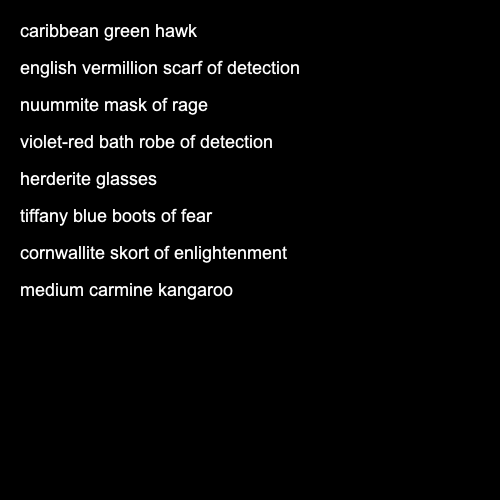 caribbean green hawk
english vermillion scarf of detection
nuummite mask of rage
violet-red bath robe of detection
herderite glasses
tiffany blue boots of fear
cornwallite skort of enlightenment
medium carmine kangaroo